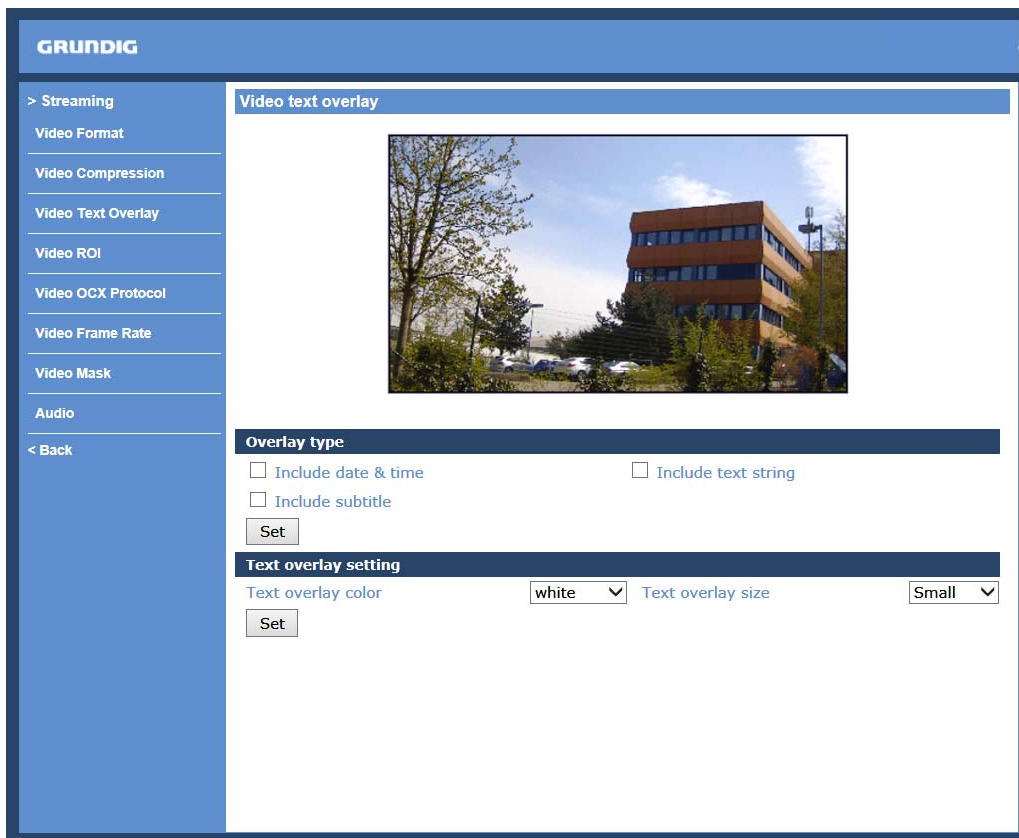 GRUNDIG
> Streaming
Video Format
Video Compression
Video Text Overlay
Video ROI
Video OCX Protocol
Video Frame Rate
Video Mask
Audio
< Back
Video text overlay
Overlay type
Include date & time
Include text string
Include subtitle
Set
Text overlay setting
Text overlay color white Text overlay size Small
Set